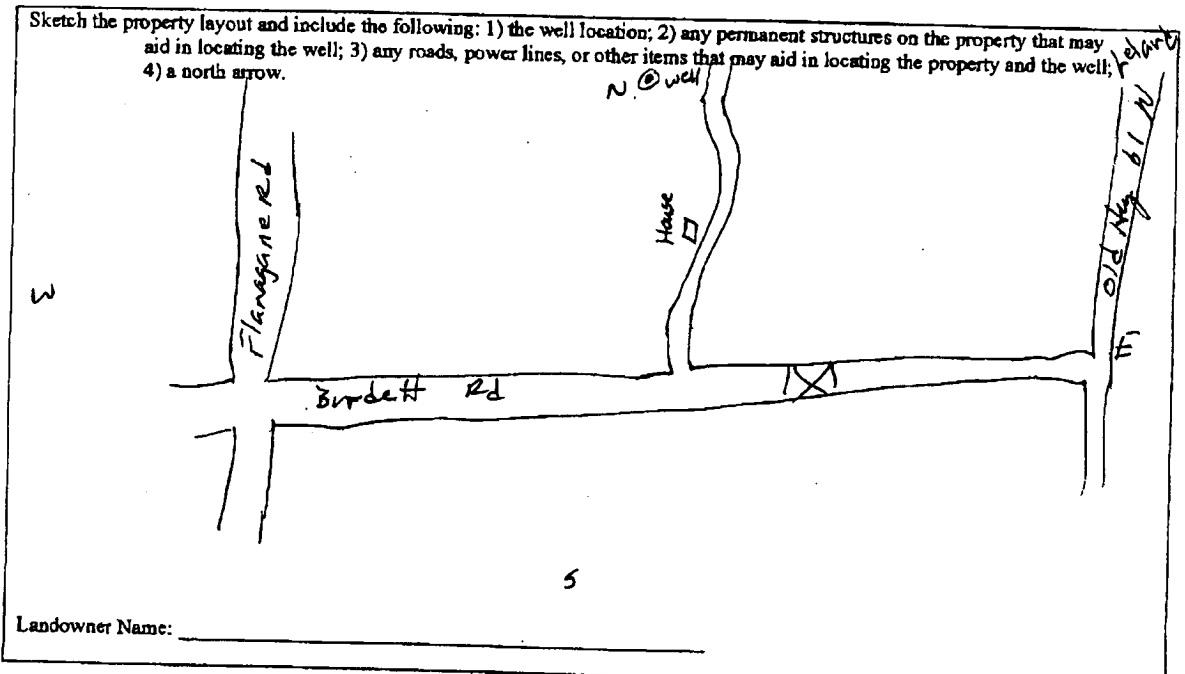 Sketch the property layout and include the following: 1) the well location; 2) any permanent structures on the property that may
aid in locating the well; 3) any roads, power lines, or other items that may aid in locating the property and the well;
4) a north arrow.
N.
well
Old Hwy 61 N
Flanagane Rd
House
W
E
Burdett Rd
S
Landowner Name: